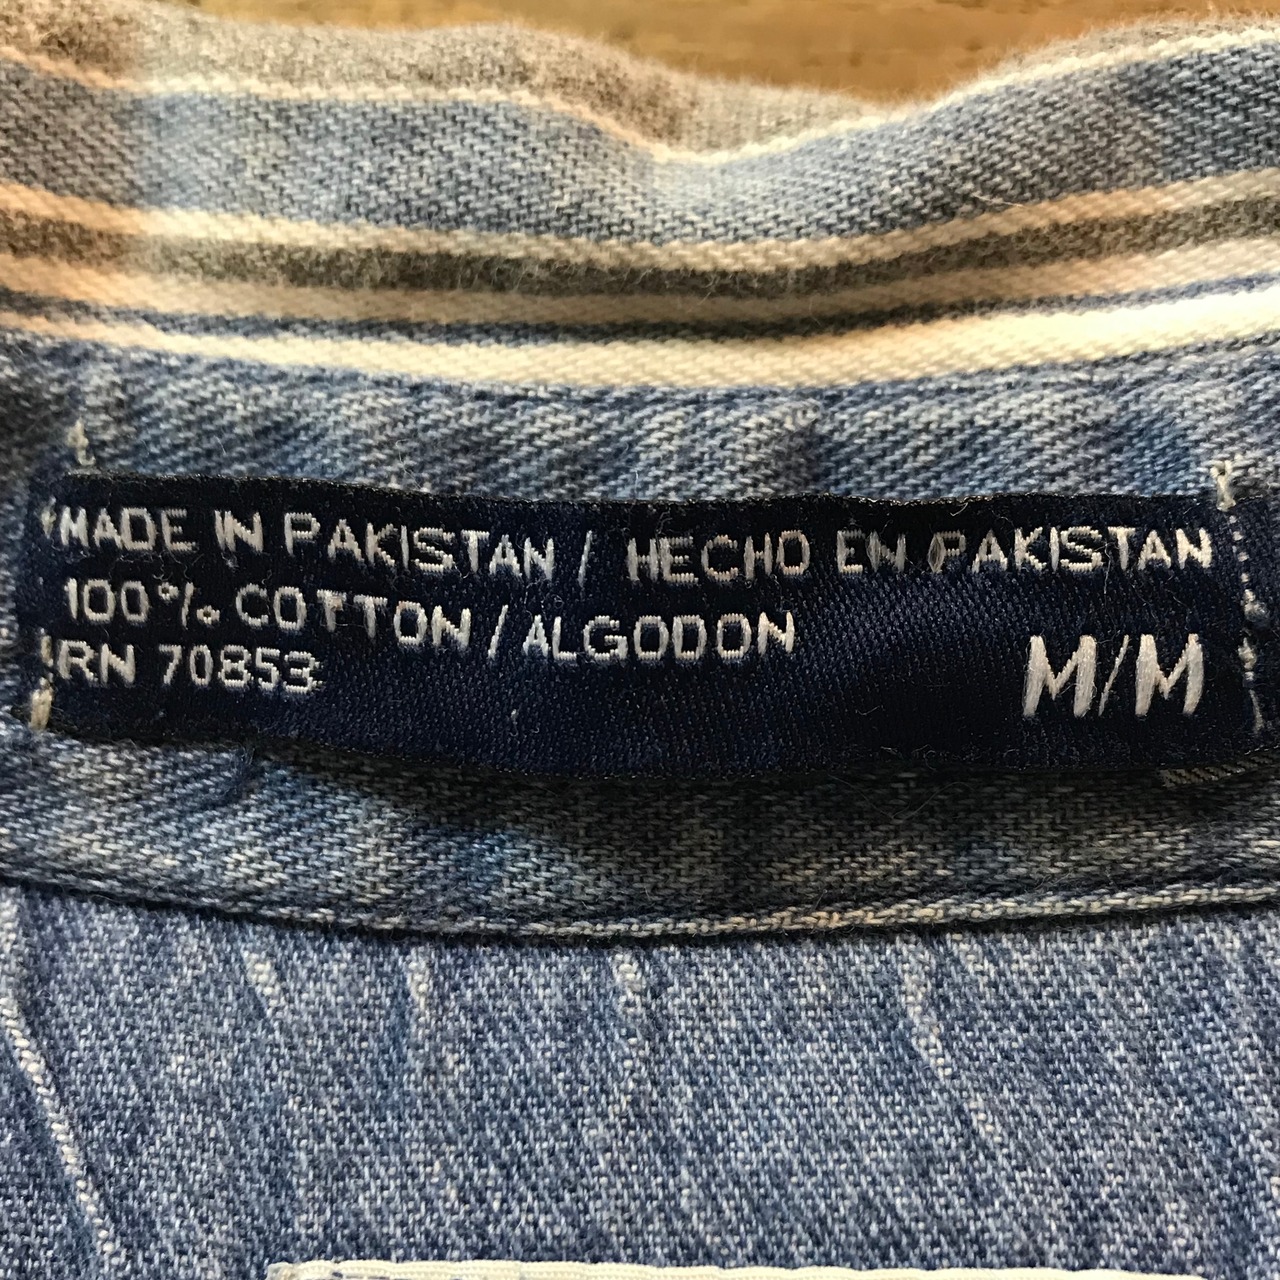 MADE IN PAKISTAN / HECHO EN PAKISTAN
100% COTTON / ALGODON
RN 70853
M/M